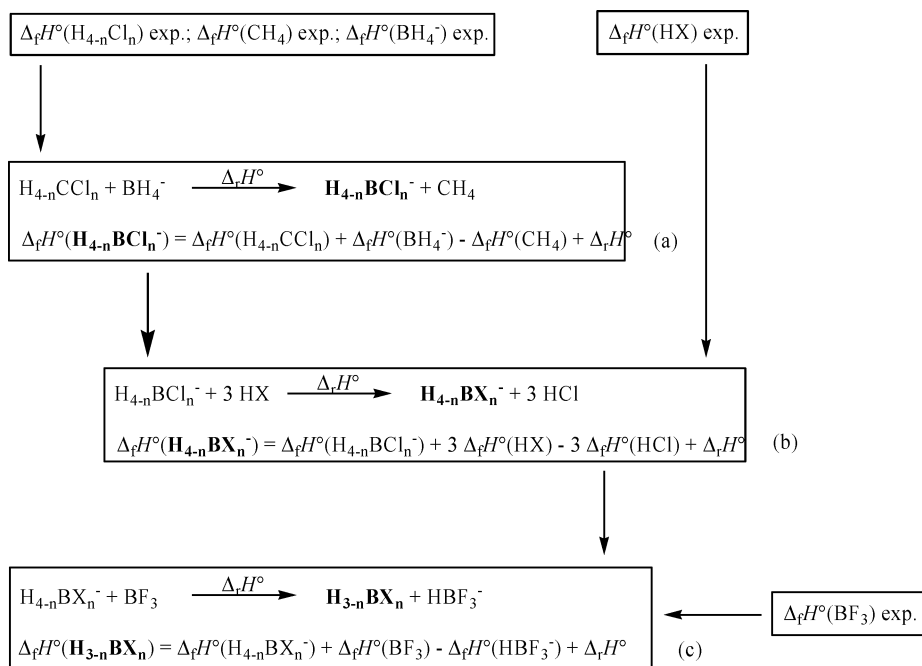 ΔfH°(H4-nCln) exp.; ΔfH°(CH4) exp.; ΔfH°(BH4-) exp.
ΔfH°(HX) exp.
H4-nCCln + BH4- ΔrH° H4-nBCln- + CH4
ΔfH°(H4-nBCln-) = ΔfH°(H4-nCCln) + ΔfH°(BH4-) - ΔfH°(CH4) + ΔrH° (a)
H4-nBCln- + 3 HX ΔrH° H4-nBXn- + 3 HCl
ΔfH°(H4-nBXn-) = ΔfH°(H4-nBCln-) + 3 ΔfH°(HX) - 3 ΔfH°(HCl) + ΔrH° (b)
H4-nBXn- + BF3 ΔrH° H3-nBXn + HBF3-
ΔfH°(BF3) exp.
ΔfH°(H3-nBXn) = ΔfH°(H4-nBXn-) + ΔfH°(BF3) - ΔfH°(HBF3-) + ΔrH° (c)